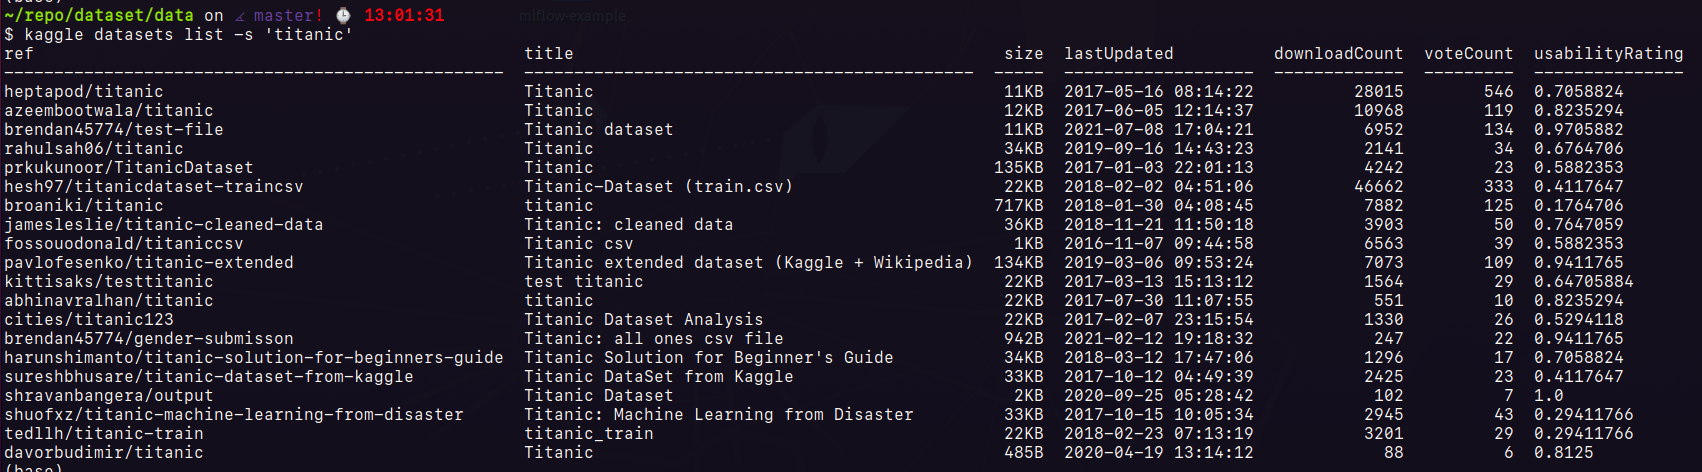 (base)
~/repo/dataset/data on ∠ master! ⌚ 13:01:31
mlflow-example
$ kaggle datasets list -s 'titanic'
ref title size lastUpdated downloadCount voteCount usabilityRating
-------------------------------------------------- --------------------------------------------- ----- ------------------- ------------- --------- ---------------
heptapod/titanic Titanic 11KB 2017-05-16 08:14:22 28015 546 0.7058824
azeembootwala/titanic Titanic 12KB 2017-06-05 12:14:37 10968 119 0.8235294
brendan45774/test-file Titanic dataset 11KB 2021-07-08 17:04:21 6952 134 0.9705882
rahulsah06/titanic Titanic 34KB 2019-09-16 14:43:23 2141 34 0.6764706
prkukunoor/TitanicDataset Titanic 135KB 2017-01-03 22:01:13 4242 23 0.5882353
hesh97/titanicdataset-traincsv Titanic-Dataset (train.csv) 22KB 2018-02-02 04:51:06 46662 333 0.4117647
broaniki/titanic titanic 717KB 2018-01-30 04:08:45 7882 125 0.1764706
jamesleslie/titanic-cleaned-data Titanic: cleaned data 36KB 2018-11-21 11:50:18 3903 50 0.7647059
fossouodonald/titaniccsv Titanic csv 1KB 2016-11-07 09:44:58 6563 39 0.5882353
pavlofesenko/titanic-extended Titanic extended dataset (Kaggle + Wikipedia) 134KB 2019-03-06 09:53:24 7073 109 0.9411765
kittisaks/testtitanic test titanic 22KB 2017-03-13 15:13:12 1564 29 0.64705884
abhinavralhan/titanic titanic 22KB 2017-07-30 11:07:55 551 10 0.8235294
cities/titanic123 Titanic Dataset Analysis 22KB 2017-02-07 23:15:54 1330 26 0.5294118
brendan45774/gender-submisson Titanic: all ones csv file 942B 2021-02-12 19:18:32 247 22 0.9411765
harunshimanto/titanic-solution-for-beginners-guide Titanic Solution for Beginner's Guide 34KB 2018-03-12 17:47:06 1296 17 0.7058824
sureshbhusare/titanic-dataset-from-kaggle Titanic DataSet from Kaggle 33KB 2017-10-12 04:49:39 2425 23 0.4117647
shravanbangera/output Titanic Dataset 2KB 2020-09-25 05:28:42 102 7 1.0
shuofxz/titanic-machine-learning-from-disaster Titanic: Machine Learning from Disaster 33KB 2017-10-15 10:05:34 2945 43 0.29411766
tedllh/titanic-train titanic_train 22KB 2018-02-23 07:13:19 3201 29 0.29411766
davorbudimir/titanic Titanic 485B 2020-04-19 13:14:12 88 6 0.8125
(base)